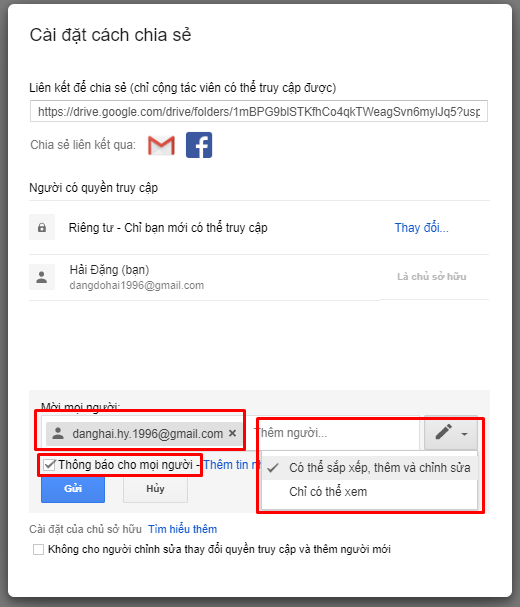 Cài đặt cách chia sẻ
Liên kết để chia sẻ (chỉ cộng tác viên có thể truy cập được)
https://drive.google.com/drive/folders/1mBPG9blSTKfhCo4qkTWeagSvn6mylJq5?usp
Chia sẻ liên kết qua:
Người có quyền truy cập
Riêng tư - Chỉ bạn mới có thể truy cập Thay đổi...
Hải Đặng (bạn)
dangdohai1996@gmail.com
Là chủ sở hữu
Mời mọi người:
danghai.hy.1996@gmail.com × Thêm người...
Thông báo cho mọi người - Thêm tin
Có thể sắp xếp, thêm và chỉnh sửa
Chỉ có thể xem
Gửi Hủy
Cài đặt của chủ sở hữu Tìm hiểu thêm
Không cho người chỉnh sửa thay đổi quyền truy cập và thêm người mới